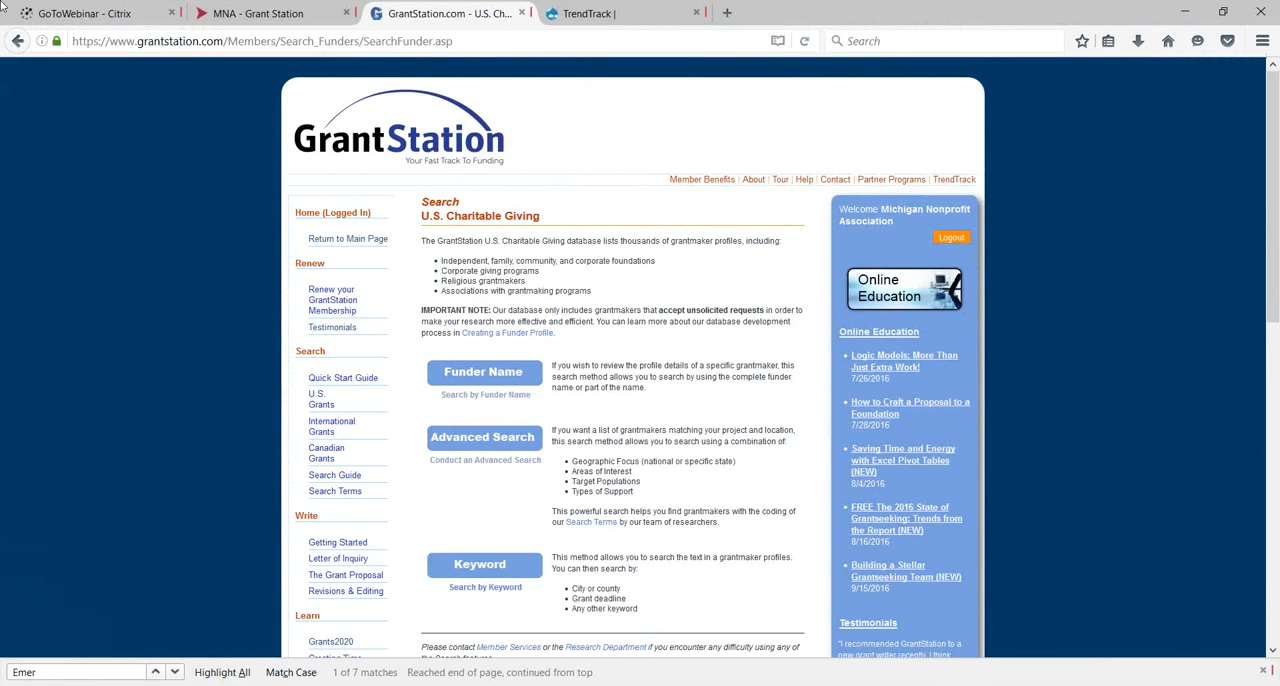 GoToWebinar - Citrix
MNA - Grant Station
GrantStation.com - U.S. Ch...
TrendTrack |
https://www.grantstation.com/Members/Search_Funders/SearchFunder.asp
Search
GrantStation
Your Fast Track To Funding
Member Benefits | About | Tour | Help | Contact | Partner Programs | TrendTrack
Home (Logged In)
Return to Main Page
Renew
Renew your
GrantStation
Membership
Testimonials
Search
Quick Start Guide
U.S.
Grants
International
Grants
Canadian
Grants
Search Guide
Search Terms
Write
Getting Started
Letter of Inquiry
The Grant Proposal
Revisions & Editing
Learn
Grants2020
Search
U.S. Charitable Giving
The GrantStation U.S. Charitable Giving database lists thousands of grantmaker profiles, including:
• Independent, family, community, and corporate foundations
• Corporate giving programs
• Religious grantmakers
• Associations with grantmaking programs
IMPORTANT NOTE: Our database only includes grantmakers that accept unsolicited requests in order to
make your research more effective and efficient. You can learn more about our database development
process in Creating a Funder Profile.
Funder Name
Search by Funder Name
If you wish to review the profile details of a specific grantmaker, this
search method allows you to search by using the complete funder
name or part of the name.
Advanced Search
Conduct an Advanced Search
If you want a list of grantmakers matching your project and location,
this search method allows you to search using a combination of:
• Geographic Focus (national or specific state)
• Areas of Interest
• Target Populations
• Types of Support
This powerful search helps you find grantmakers with the coding of
our Search Terms by our team of researchers.
Keyword
Search by Keyword
This method allows you to search the text in a grantmaker profiles.
You can then search by:
• City or county
• Grant deadline
• Any other keyword
Please contact Member Services or the Research Department if you encounter any difficulty using any of
the Search features.
Welcome Michigan Nonprofit
Association
Logout
Online
Education
Online Education
• Logic Models: More Than
Just Extra Work!
7/26/2016
• How to Craft a Proposal to a
Foundation
7/28/2016
• Saving Time and Energy
with Excel Pivot Tables
(NEW)
8/4/2016
• FREE The 2016 State of
Grantseeking: Trends from
the Report (NEW)
8/16/2016
• Building a Stellar
Grantseeking Team (NEW)
9/15/2016
Testimonials
"I recommended GrantStation to a
new grant writer recently. I think
Emer
Highlight All
Match Case
1 of 7 matches
Reached end of page, continued from top